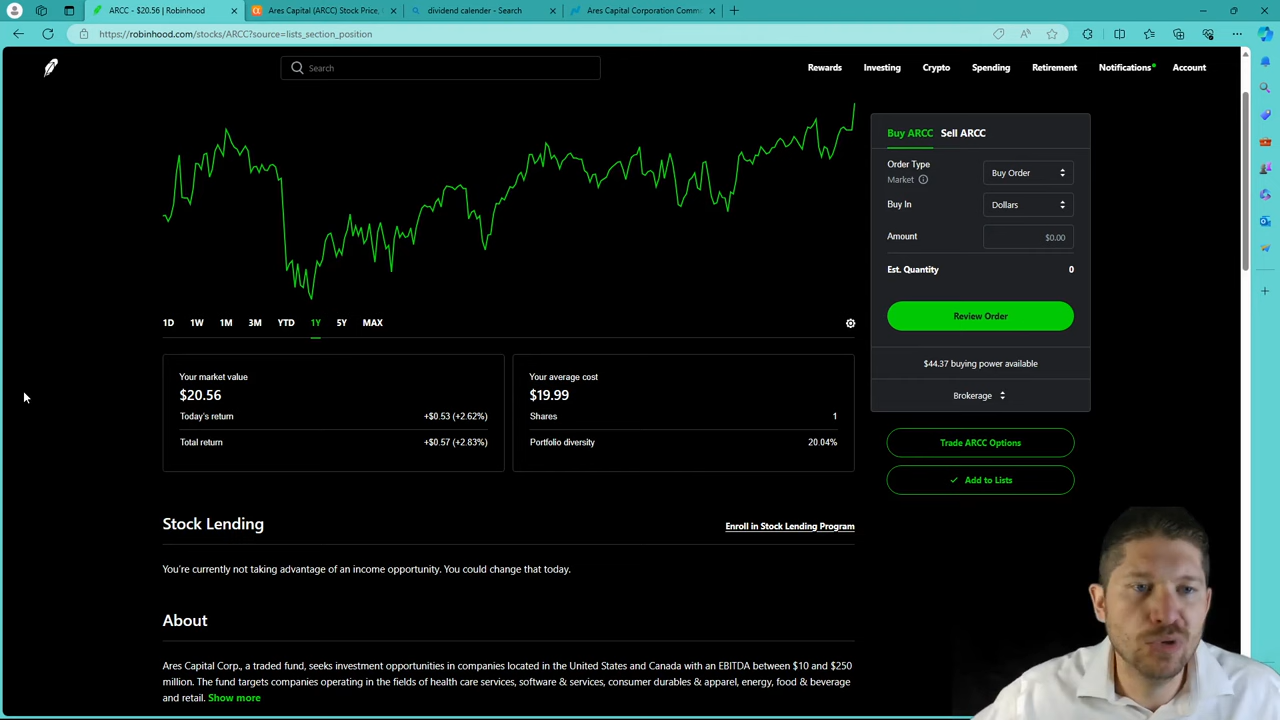 ARCC - $20.56 | Robinhood
Ares Capital (ARCC) Stock Price,
dividend calender - Search
Ares Capital Corporation Comm
https://robinhood.com/stocks/ARCC?source=lists_section_position
Search
Rewards
Investing
Crypto
Spending
Retirement
Notifications
Account
1D 1W 1M 3M YTD 1Y 5Y MAX
Your market value
$20.56
Today's return +$0.53 (+2.62%)
Total return +$0.57 (+2.83%)
Your average cost
$19.99
Shares 1
Portfolio diversity 20.04%
Buy ARCC Sell ARCC
Order Type
Market
Buy Order
Buy In Dollars
Amount $0.00
Est. Quantity 0
Review Order
$44.37 buying power available
Brokerage
Trade ARCC Options
Add to Lists
Stock Lending
Enroll in Stock Lending Program
You're currently not taking advantage of an income opportunity. You could change that today.
About
Ares Capital Corp., a traded fund, seeks investment opportunities in companies located in the United States and Canada with an EBITDA between $10 and $250
million. The fund targets companies operating in the fields of health care services, software & services, consumer durables & apparel, energy, food & beverage
and retail. Show more